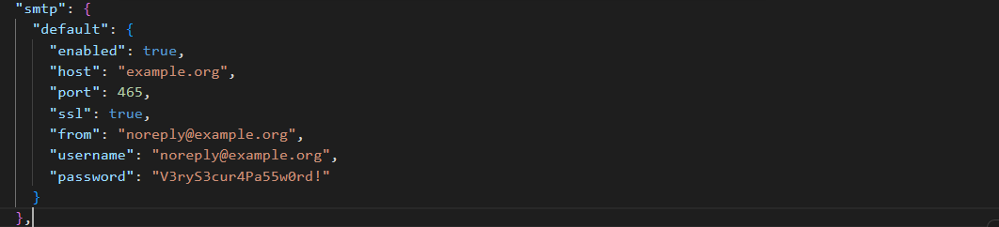 "smtp": {
"default": {
"enabled": true,
"host": "example.org",
"port": 465,
"ssl": true,
"from": "noreply@example.org",
"username": "noreply@example.org",
"password": "V3ryS3cur4Pa55w0rd!"
}
},